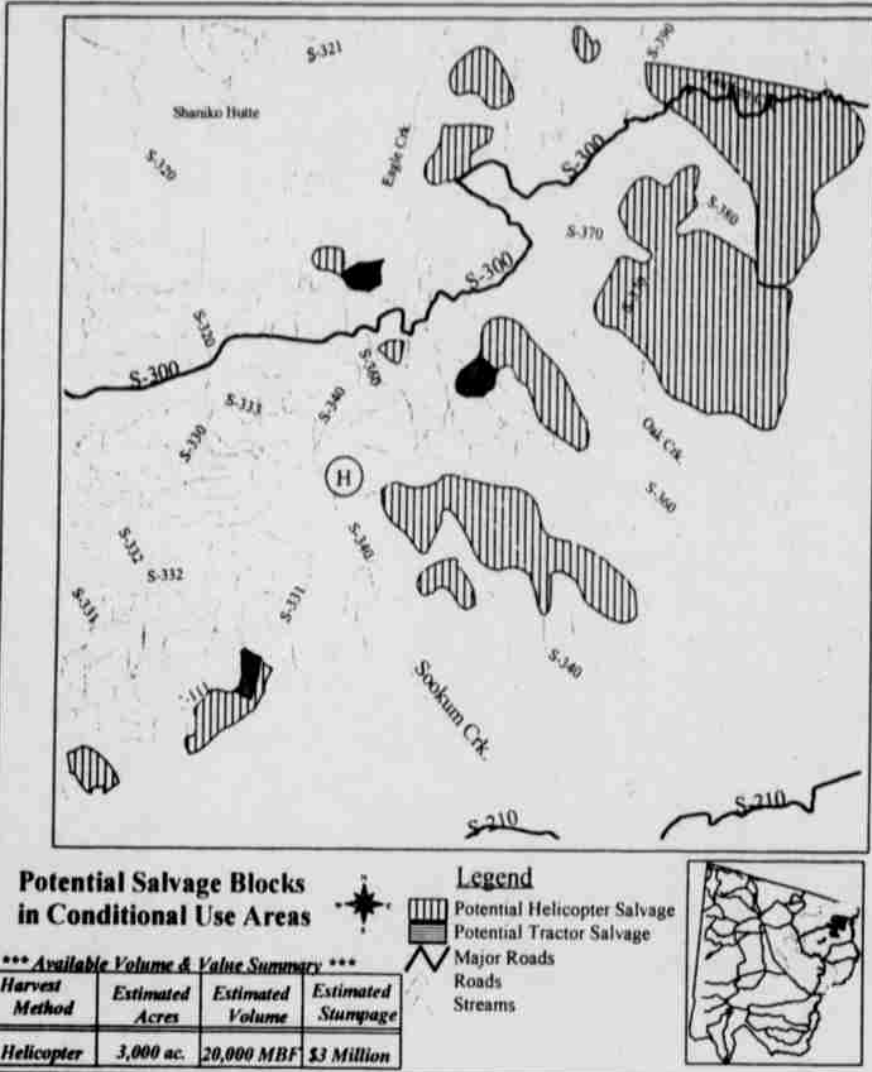 S-390
S-321
Shaniko Hutte
Eagle Crk.
S-300
S-320
S-380
S-370
S-300
S-320
S-300
S-360
S-333
S-340
S-330
Oak Crk.
H
S-360
S-340
S-332
S-332
S-331
S-331
S-340
Sookum Crk.
S-210
S-210
Potential Salvage Blocks
in Conditional Use Areas
*** Available Volume & Value Summary ***
Harvest Method Estimated Acres Estimated Volume Estimated Stumpage
Helicopter 3,000 ac. 20,000 MBF $3 Million
Legend
Potential Helicopter Salvage
Potential Tractor Salvage
Major Roads
Roads
Streams